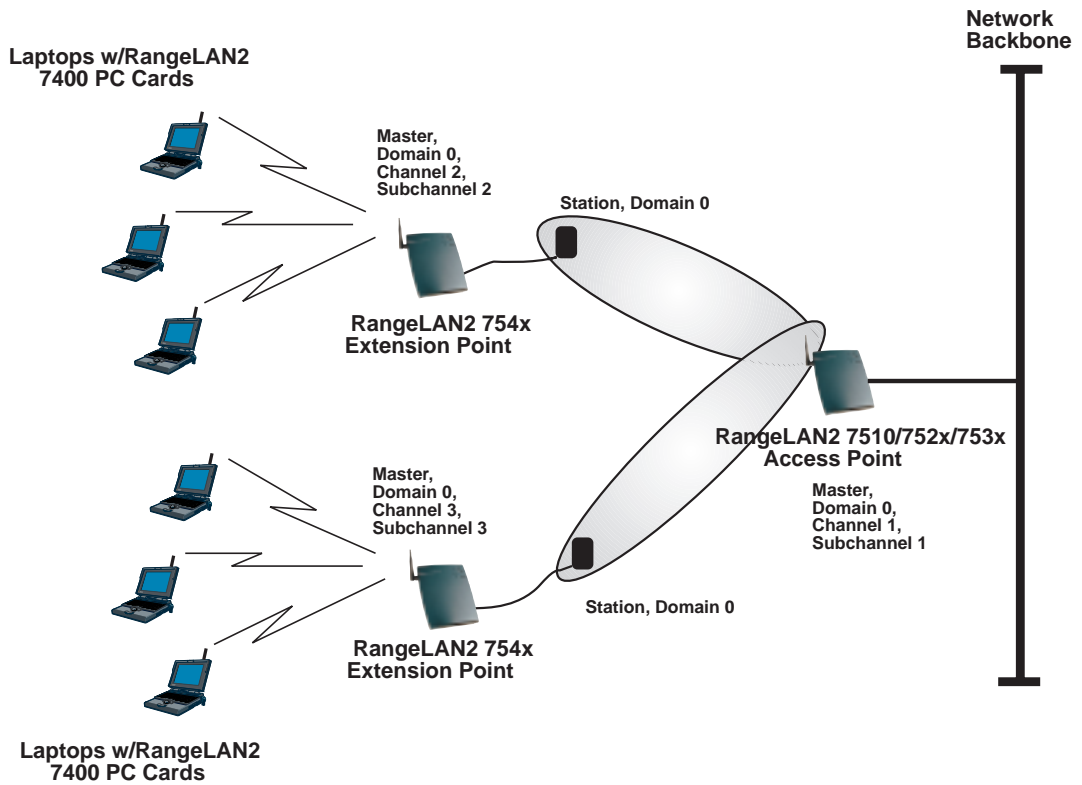 Network
Backbone
Laptops w/RangeLAN2
7400 PC Cards
Master,
Domain 0,
Channel 2,
Subchannel 2
Station, Domain 0
RangeLAN2 754x
Extension Point
RangeLAN2 7510/752x/753x
Access Point
Master,
Domain 0,
Channel 3,
Subchannel 3
Master,
Domain 0,
Channel 1,
Subchannel 1
Station, Domain 0
RangeLAN2 754x
Extension Point
Laptops w/RangeLAN2
7400 PC Cards